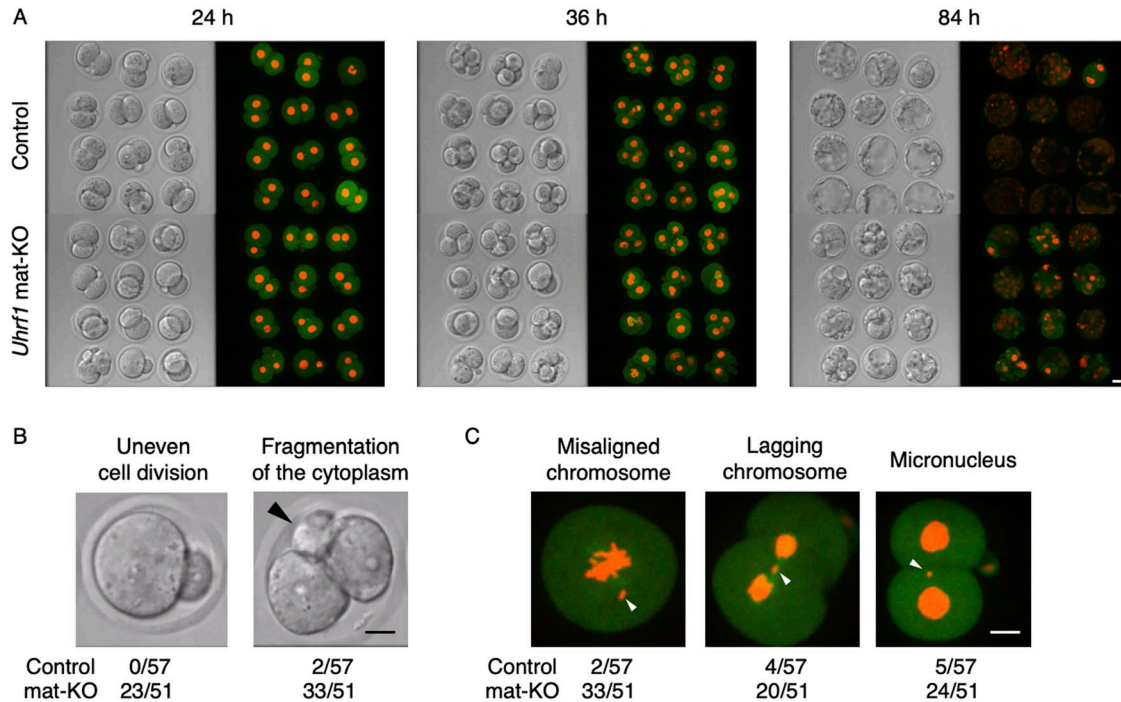 A
24 h
36 h
84 h
Control
Uhrf1 mat-KO
B
Uneven
cell division
Fragmentation
of the cytoplasm
Control 0/57 2/57
mat-KO 23/51 33/51
C
Misaligned
chromosome
Lagging
chromosome
Micronucleus
Control 2/57 4/57 5/57
mat-KO 33/51 20/51 24/51